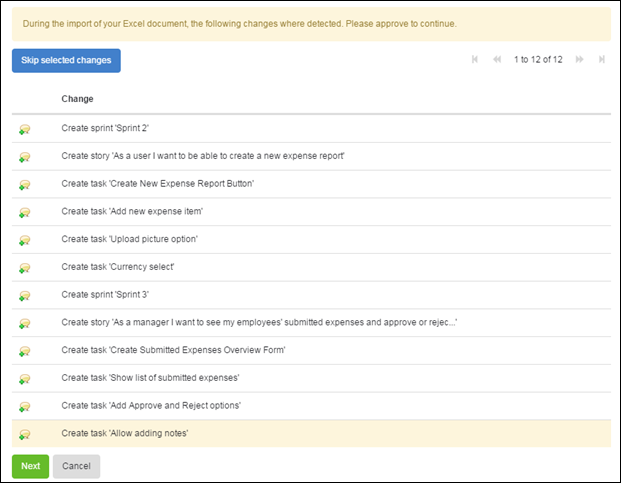 During the import of your Excel document, the following changes where detected. Please approve to continue.
Skip selected changes
1 to 12 of 12
Change
Create sprint 'Sprint 2'
Create story 'As a user I want to be able to create a new expense report'
Create task 'Create New Expense Report Button'
Create task 'Add new expense item'
Create task 'Upload picture option'
Create task 'Currency select'
Create sprint 'Sprint 3'
Create story 'As a manager I want to see my employees' submitted expenses and approve or rejec...'
Create task 'Create Submitted Expenses Overview Form'
Create task 'Show list of submitted expenses'
Create task 'Add Approve and Reject options'
Create task 'Allow adding notes'
Next
Cancel